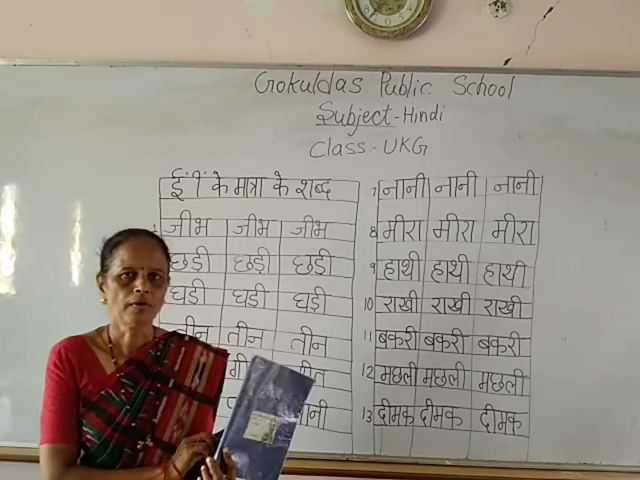 Gokuldas Public School
Subject-Hindi
Class:- UKG
ई ी के मात्रा के शब्द
जीभ जीभ जीभ
छड़ी छड़ी छड़ी
घड़ी घड़ी घड़ी
तीन तीन
7 नानी नानी नानी
8 मीरा मीरा मीरा
9 हाथी हाथी हाथी
10 राखी राखी राखी
11 बकरी बकरी बकरी
12 मछली मछली मछली
13 दीमक दीमक दीमक